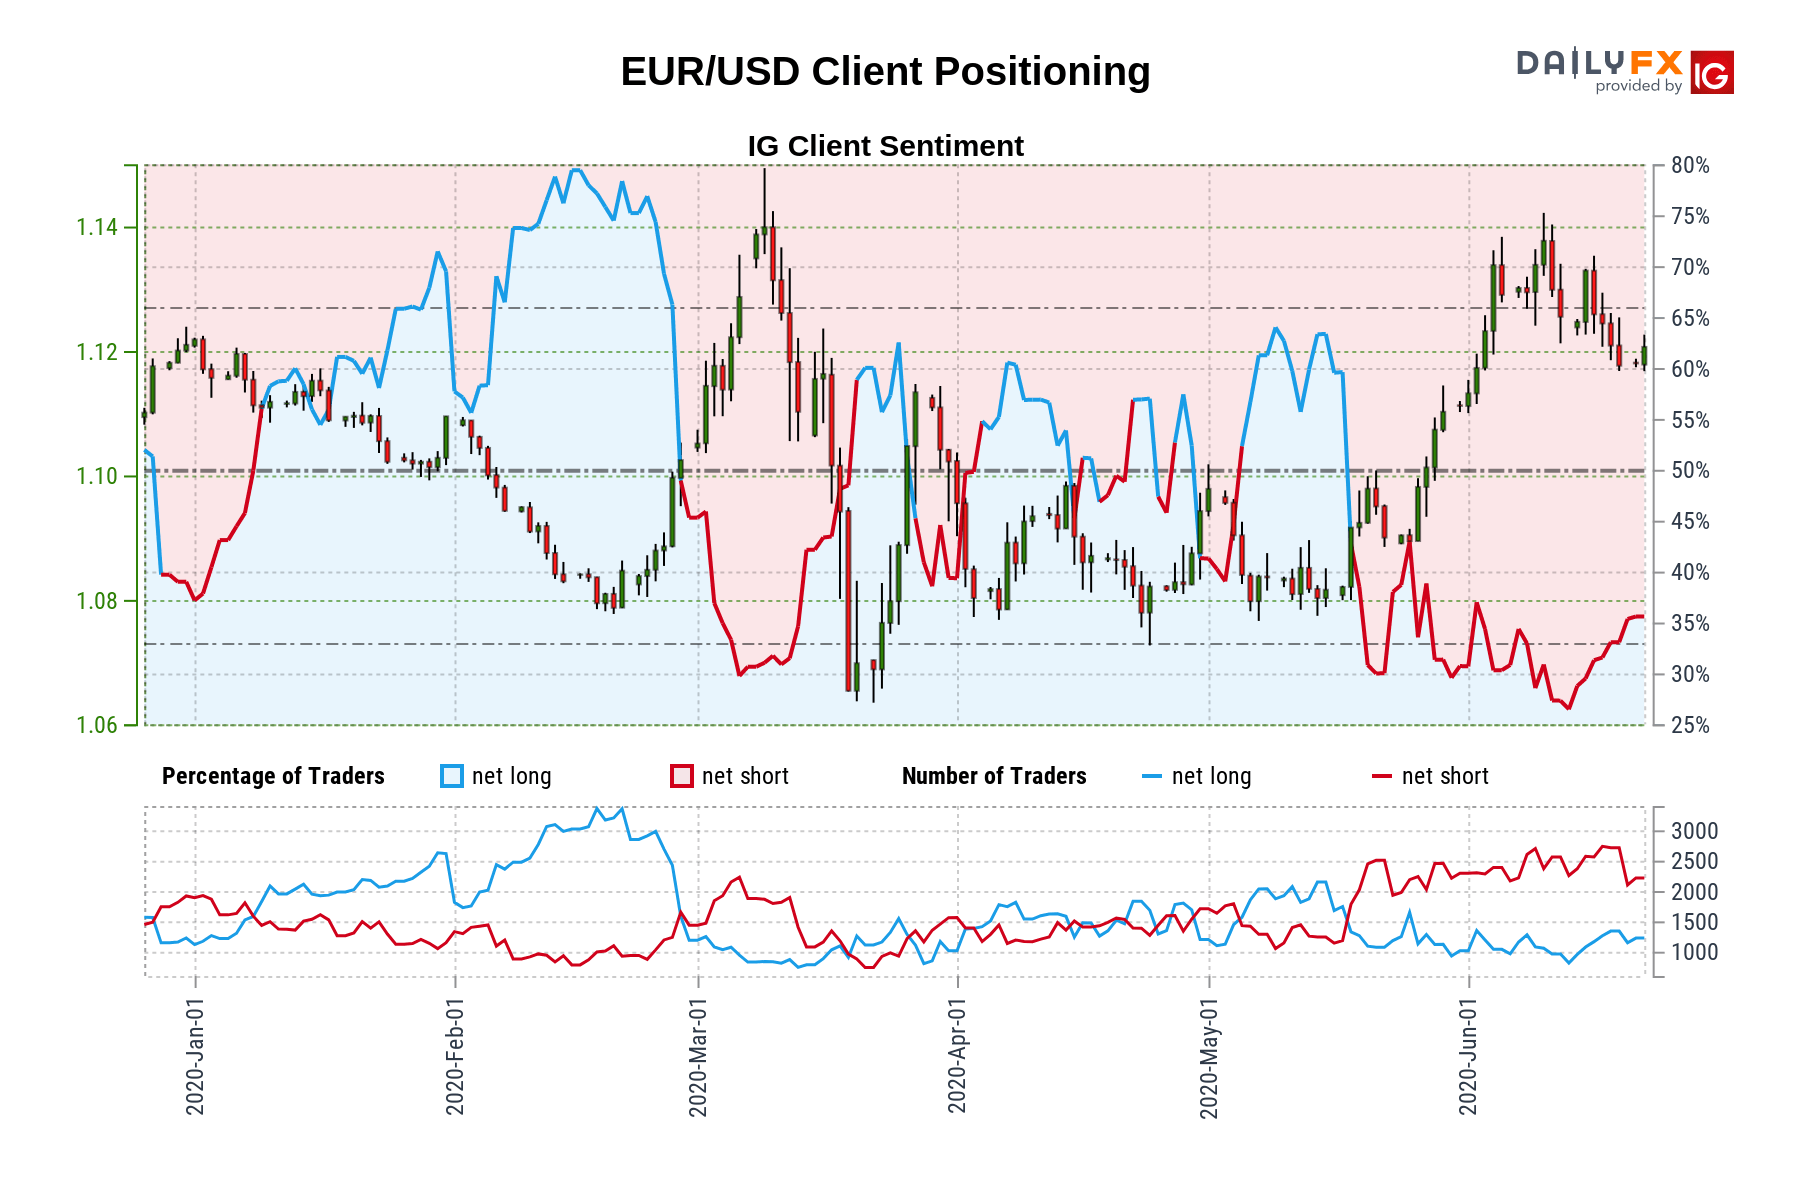 EUR/USD Client Positioning
DAILYFX
provided by IG
IG Client Sentiment
1.14
1.12
1.10
1.08
1.06
80%
75%
70%
65%
60%
55%
50%
45%
40%
35%
30%
25%
Percentage of Traders net long net short Number of Traders net long net short
3000
2500
2000
1500
1000
2020-Jan-01
2020-Feb-01
2020-Mar-01
2020-Apr-01
2020-May-01
2020-Jun-01